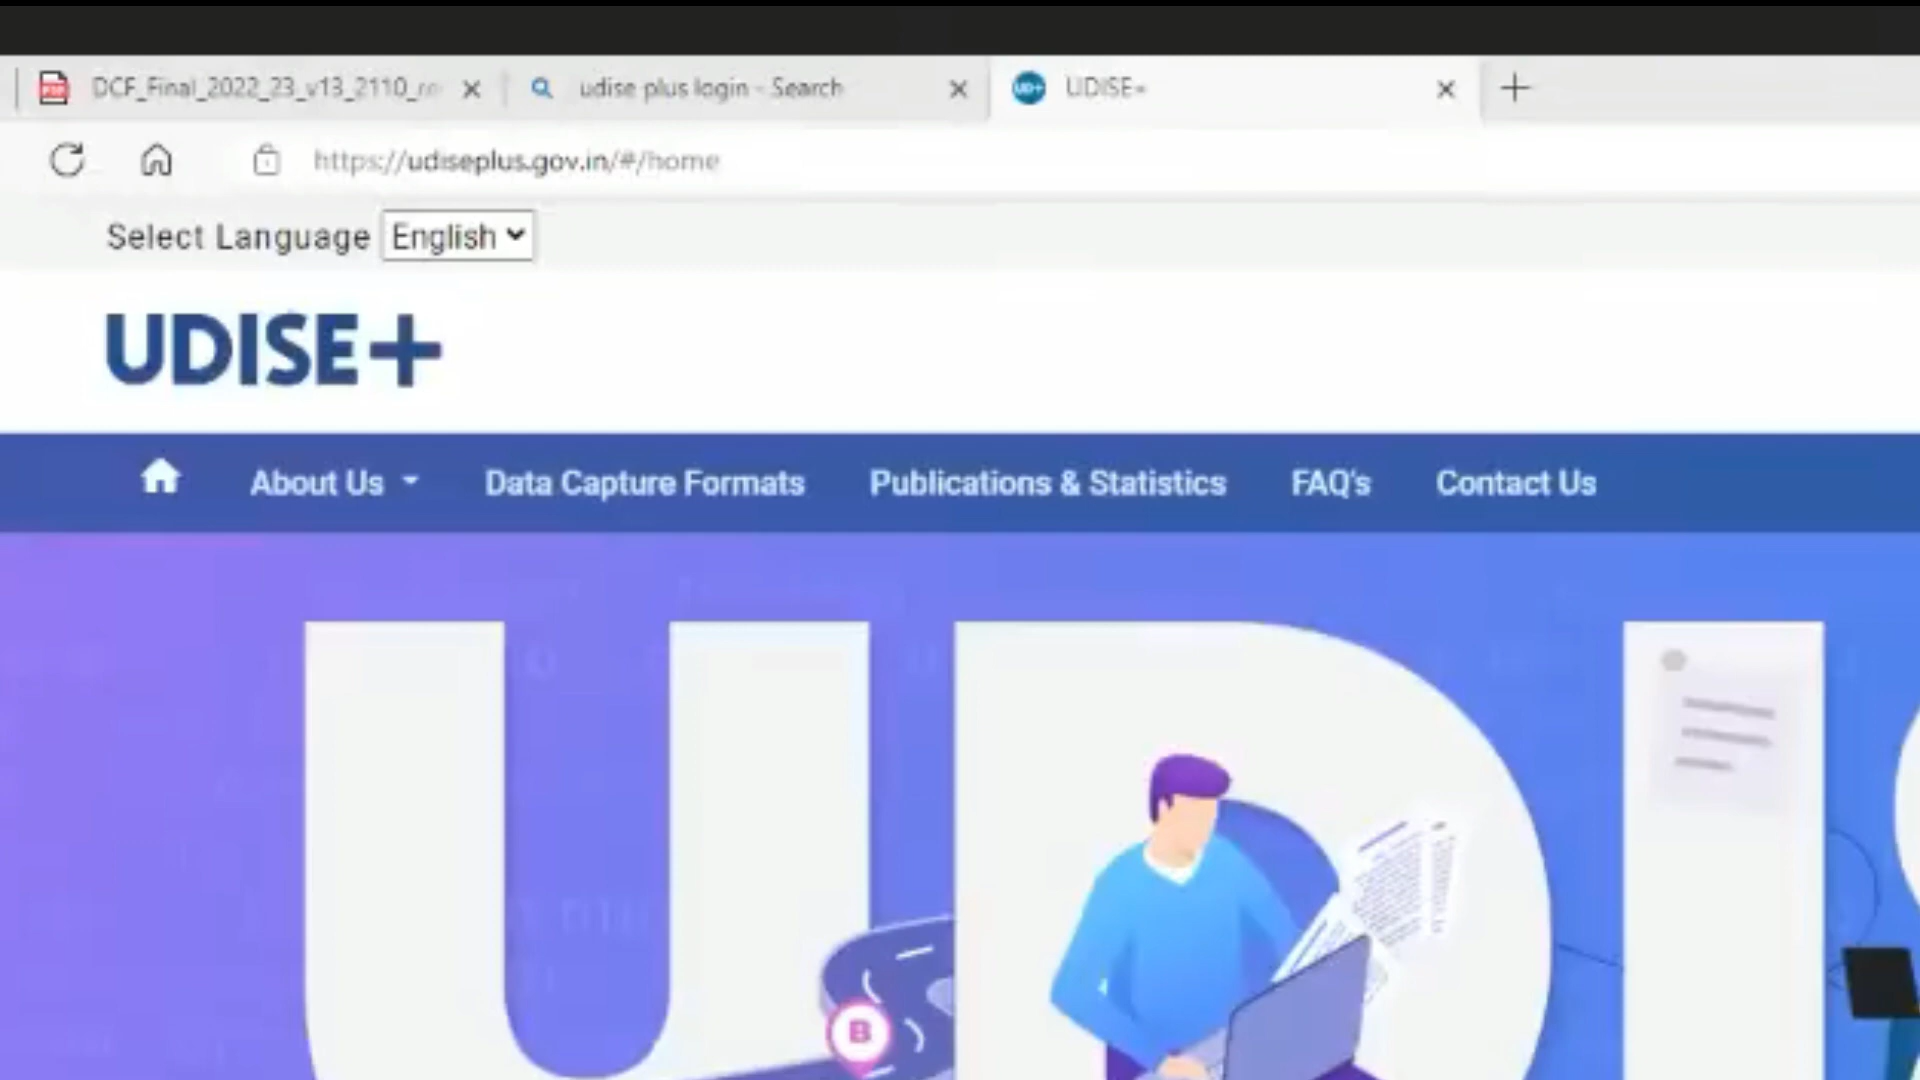 DCF_Final_2022_23_v13_2110_re
udise plus login - Search
UDISE+
https://udiseplus.gov.in/#/home
Select Language English
UDISE+
About Us
Data Capture Formats
Publications & Statistics
FAQ's
Contact Us
UDI
B